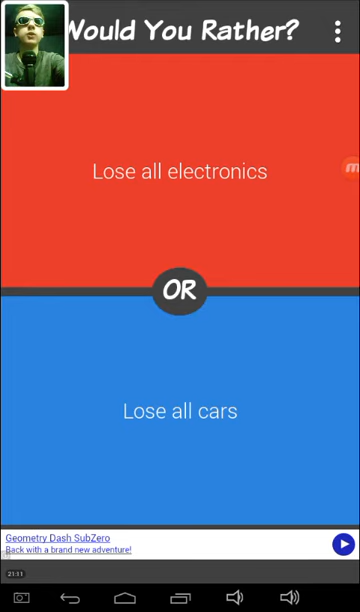 Would You Rather?
Lose all electronics
OR
Lose all cars
Geometry Dash SubZero
Back with a brand new adventure!
21:11